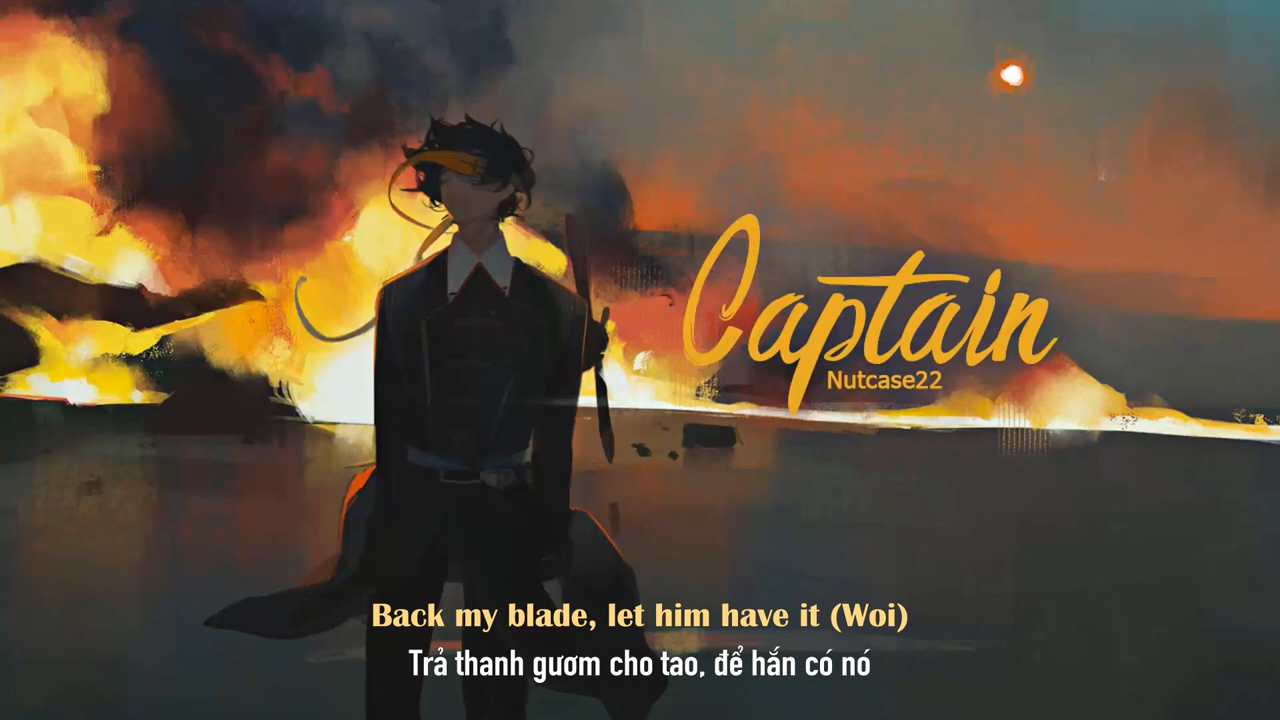 Captain
Nutcase22
Back my blade, let him have it (Woi)
Trả thanh gươm cho tao, để hắn có nó